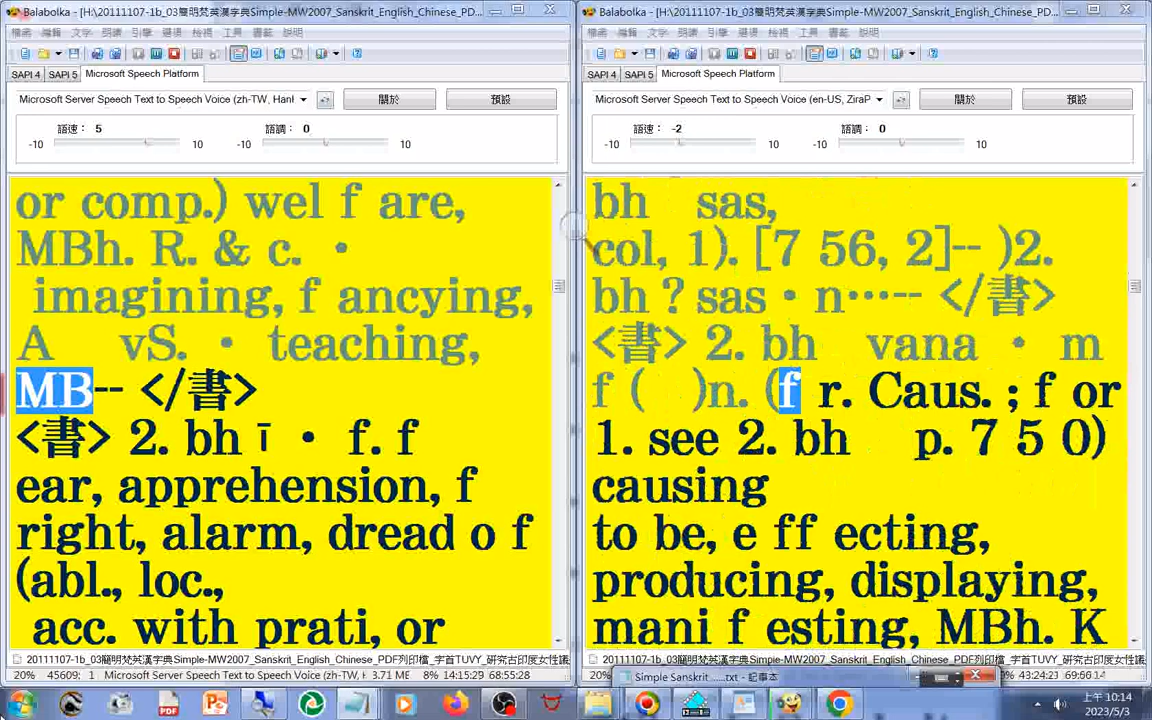 Balabolka - [H:\20111107-1b_03簡明梵英漢字典Simple-MW2007_Sanskrit_English_Chinese_PD...
檔案 編輯 文字 朗讀 引擎 選項 檢視 工具 書籤 說明
SAPI 4 SAPI 5 Microsoft Speech Platform
Microsoft Server Speech Text to Speech Voice (zh-TW, HanH 關於 預設
語速： 5 語調： 0
-10 10 -10 10
or comp.) wel f are,
MBh. R. & c. •
imagining, f ancying,
A vS. • teaching,
MB-- </書>
<書> 2. bh ī • f. f
ear, apprehension, f
right, alarm, dread o f
(abl., loc.,
acc. with prati, or
20111107-1b_03簡明梵英漢字典Simple-MW2007_Sanskrit_English_Chinese_PDF列印檔_字首TUVY_研究古印度女性議
20% 45609: 1 Microsoft Server Speech Text to Speech Voice (zh-TW, H 3.71 ME 8% 14:15:29 68:55:28
Balabolka - [H:\20111107-1b_03簡明梵英漢字典Simple-MW2007_Sanskrit_English_Chinese_PD...
檔案 編輯 文字 朗讀 引擎 選項 檢視 工具 書籤 說明
SAPI 4 SAPI 5 Microsoft Speech Platform
Microsoft Server Speech Text to Speech Voice (en-US, ZiraP 關於 預設
語速： -2 語調： 0
-10 10 -10 10
bh sas,
col, 1). [7 56, 2]-- )2.
bh ? sas • n…-- </書>
<書> 2. bh vana • m
f ( )n. (f r. Caus. ; f or
1. see 2. bh p. 7 5 0)
causing
to be, e ff ecting,
producing, displaying,
mani f esting, MBh. K
20111107-1b_03簡明梵英漢字典Simple-MW2007_Sanskrit_English_Chinese_PDF列印檔_字首TUVY_研究古印度女性議
20% Simple Sanskrit ......txt - 記事本 43:24:23 69:56:14
上午 10:14
2023/5/3